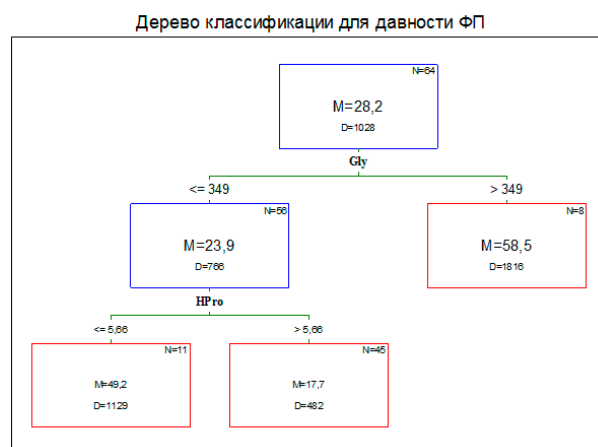 Дерево классификации для давности ФП
N=64
M=28,2
D=1028
Gly
<= 349
> 349
N=56
M=23,9
D=766
N=8
M=58,5
D=1816
HPro
<= 5,66
> 5,66
N=11
M=49,2
D=1129
N=45
M=17,7
D=482